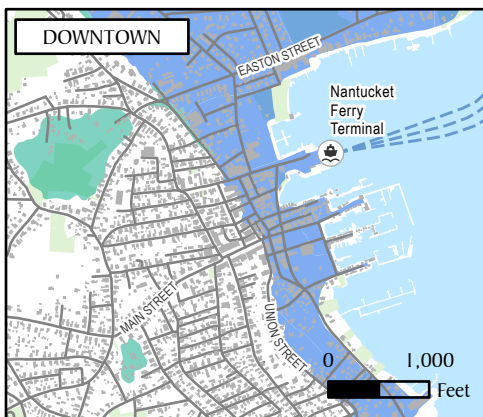 DOWNTOWN
EASTON STREET
Nantucket
Ferry
Terminal
MAIN STREET
UNION STREET
0 1,000
Feet